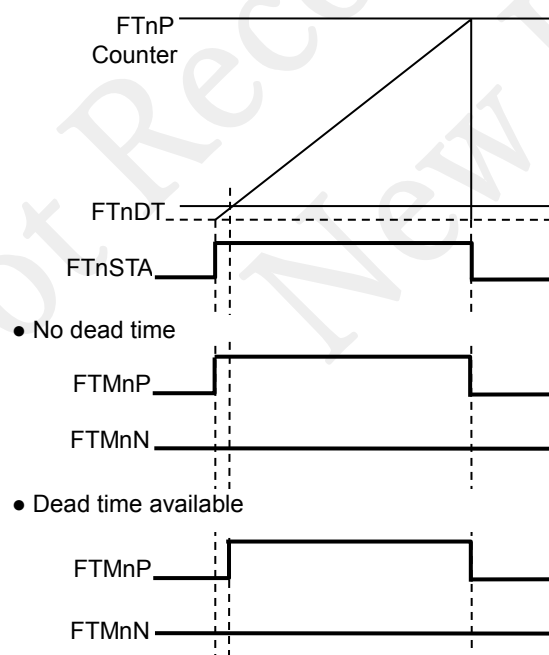 FTnP
Counter
FTnDT
FTnSTA
● No dead time
FTMnP
FTMnN
● Dead time available
FTMnP
FTMnN